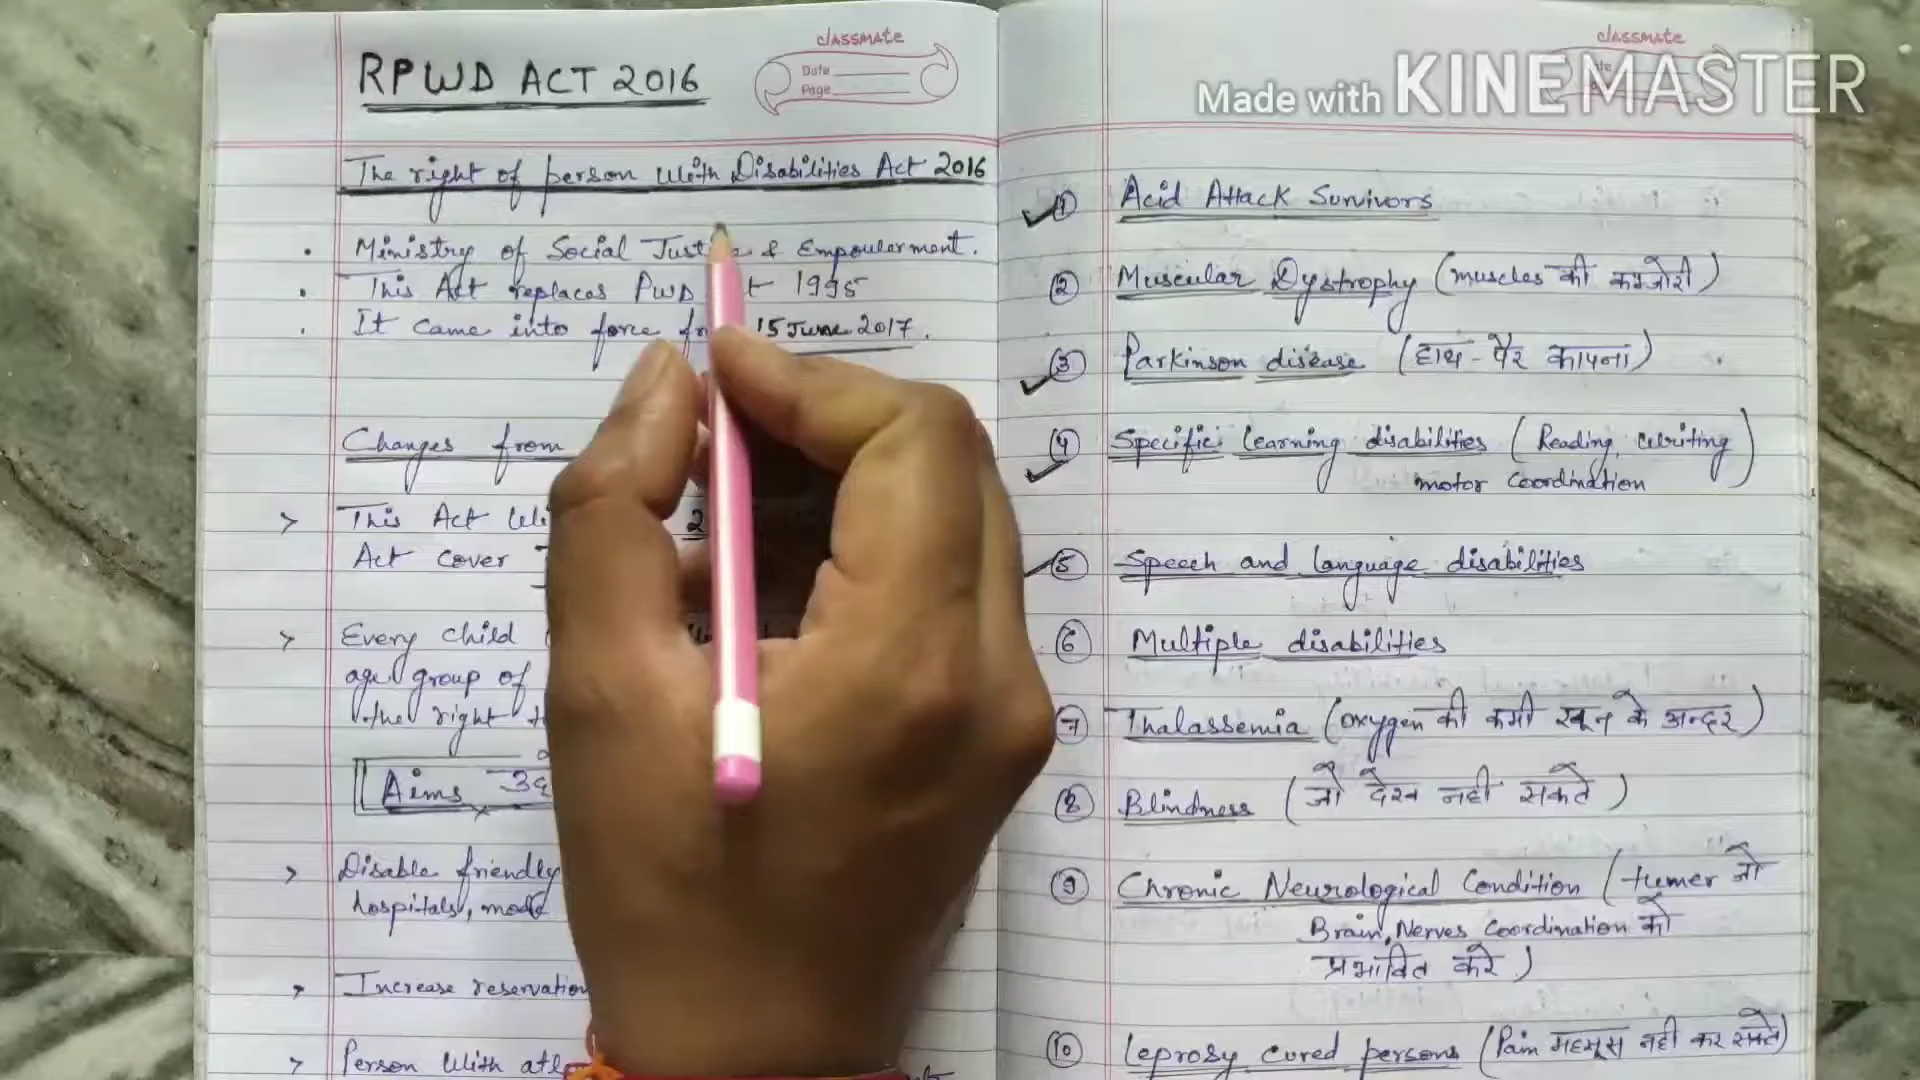 classmate
Date
Page
RPWD ACT 2016
The right of person with Disabilities Act 2016
Ministry of Social & Empowerment.
This Act replaces PWD 1995
It came into force 15 June 2017.
Changes from
This Act 2
Act cover
Every child
age group of
the right
Aims
Disable friendly
hospitals,
Increase reservation
Person with
classmate
Made with KINEMASTER
① Acid Attack Survivors
② Muscular Dystrophy (muscles की कमजोरी)
③ Parkinson disease (हाथ-पैर कापना)
④ Specific learning disabilities (Reading, writing
motor coordination)
⑤ Speech and language disabilities
⑥ Multiple disabilities
⑦ Thalassemia (oxygen की कमी खून के अन्दर)
⑧ Blindness (जो देख नही सकते)
⑨ Chronic Neurological Condition (tumer जो
Brain, Nerves coordination को
प्रभावित करे)
⑩ leprosy cured persons (Pain महसूस नही कर सकते)